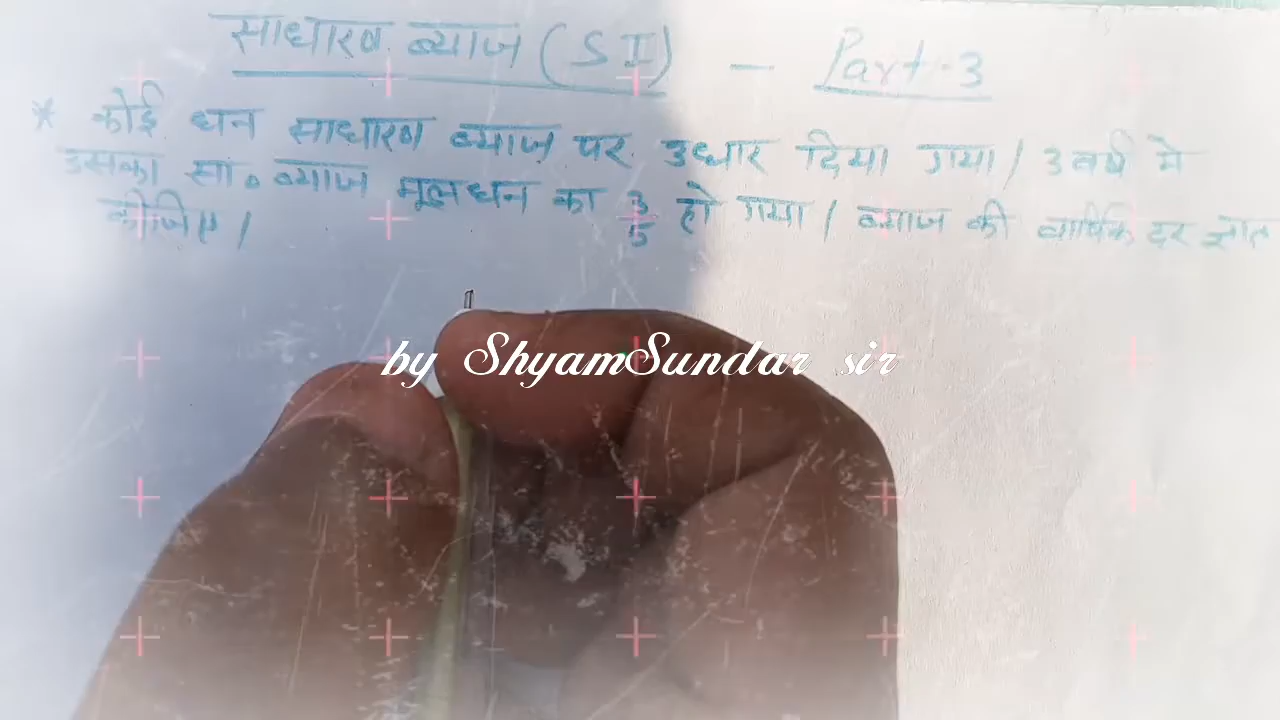 साधारण ब्याज (SI) — Part-3
* कोई धन साधारण ब्याज पर उधार दिया गया। 3 वर्ष मे
उसका सा० ब्याज मूलधन का 3/5 हो गया। ब्याज की वार्षिक दर ज्ञात
कीजिए।
by ShyamSundar sir